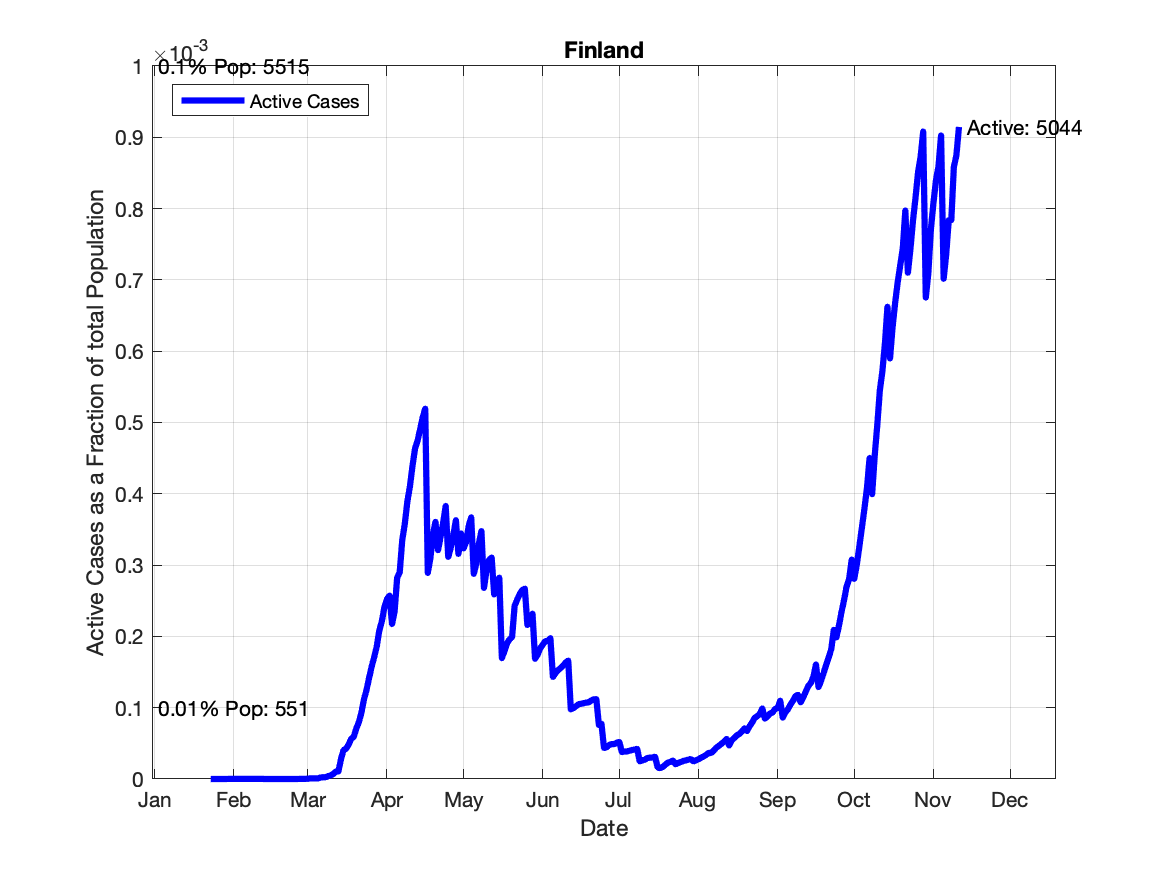 Finland
×10-3
0.1% Pop: 5515
Active Cases
Active: 5044
0.01% Pop: 551
Active Cases as a Fraction of total Population
1
0.9
0.8
0.7
0.6
0.5
0.4
0.3
0.2
0.1
0
Jan Feb Mar Apr May Jun Jul Aug Sep Oct Nov Dec
Date